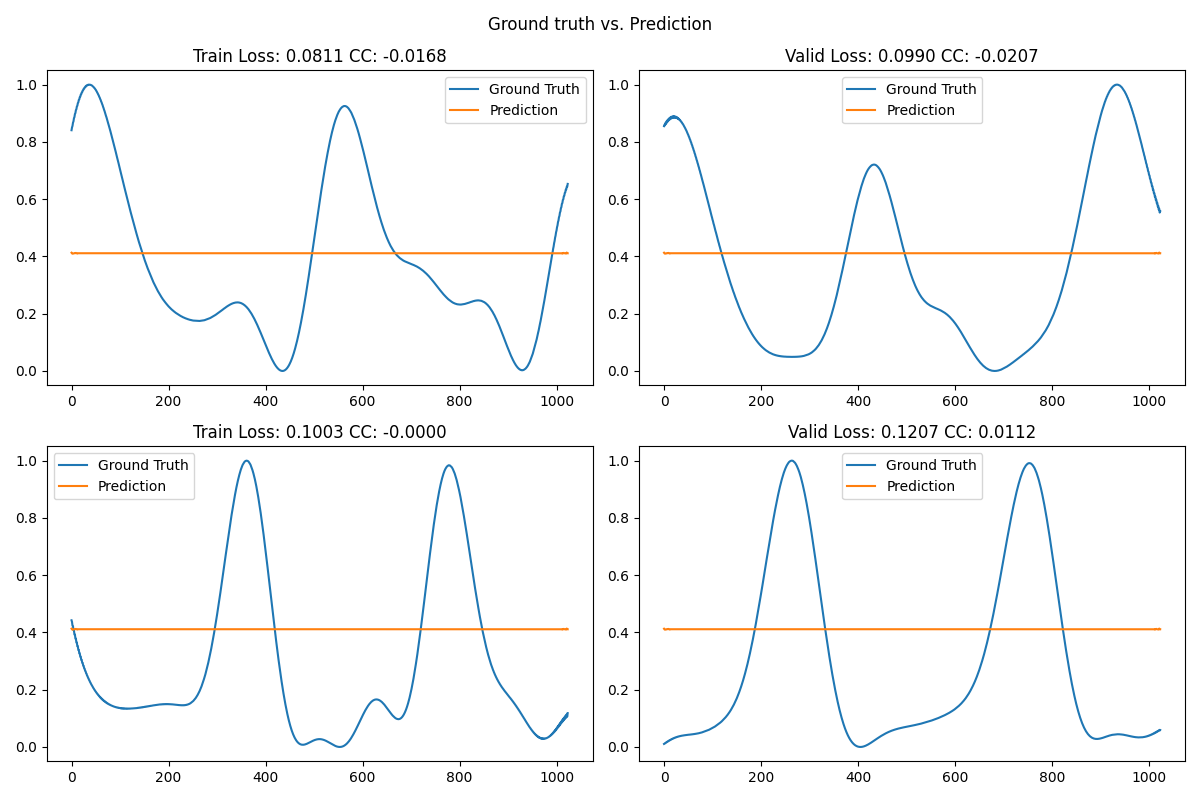 Ground truth vs. Prediction
Train Loss: 0.0811 CC: -0.0168
Ground Truth
Prediction
1.0
0.8
0.6
0.4
0.2
0.0
0 200 400 600 800 1000
Valid Loss: 0.0990 CC: -0.0207
Ground Truth
Prediction
1.0
0.8
0.6
0.4
0.2
0.0
0 200 400 600 800 1000
Train Loss: 0.1003 CC: -0.0000
Ground Truth
Prediction
1.0
0.8
0.6
0.4
0.2
0.0
0 200 400 600 800 1000
Valid Loss: 0.1207 CC: 0.0112
Ground Truth
Prediction
1.0
0.8
0.6
0.4
0.2
0.0
0 200 400 600 800 1000